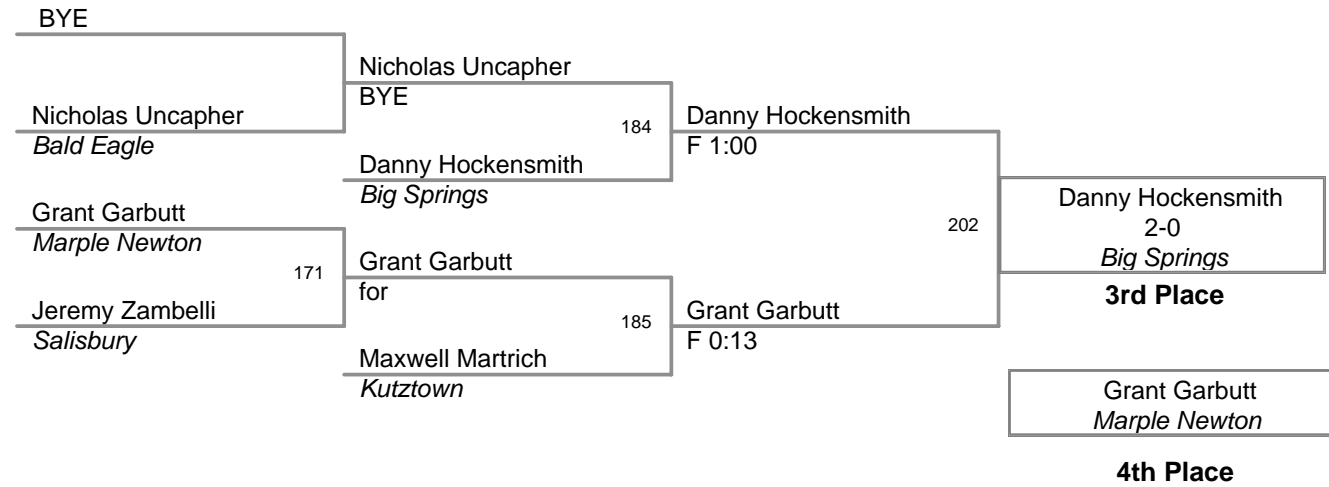 BYE
Nicholas Uncapher
BYE
Nicholas Uncapher
Bald Eagle
184
Danny Hockensmith
F 1:00
Danny Hockensmith
Big Springs
Grant Garbutt
Marple Newton
202
Danny Hockensmith
2-0
Big Springs
3rd Place
171
Grant Garbutt
for
Jeremy Zambelli
Salisbury
185
Grant Garbutt
F 0:13
Maxwell Martrich
Kutztown
Grant Garbutt
Marple Newton
4th Place